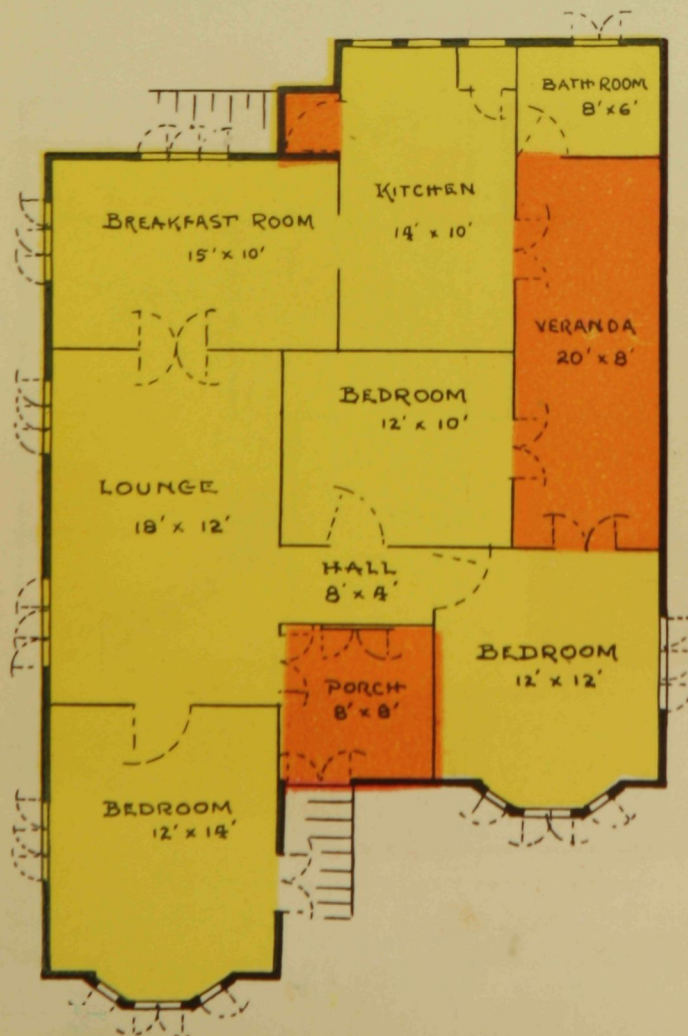 BATH ROOM
8' x 6'
KITCHEN
14' x 10'
BREAKFAST ROOM
15' x 10'
VERANDA
20' x 8'
BEDROOM
12' x 10'
LOUNGE
18' x 12'
HALL
8' x 4'
BEDROOM
12' x 12'
PORCH
8' x 8'
BEDROOM
12' x 14'